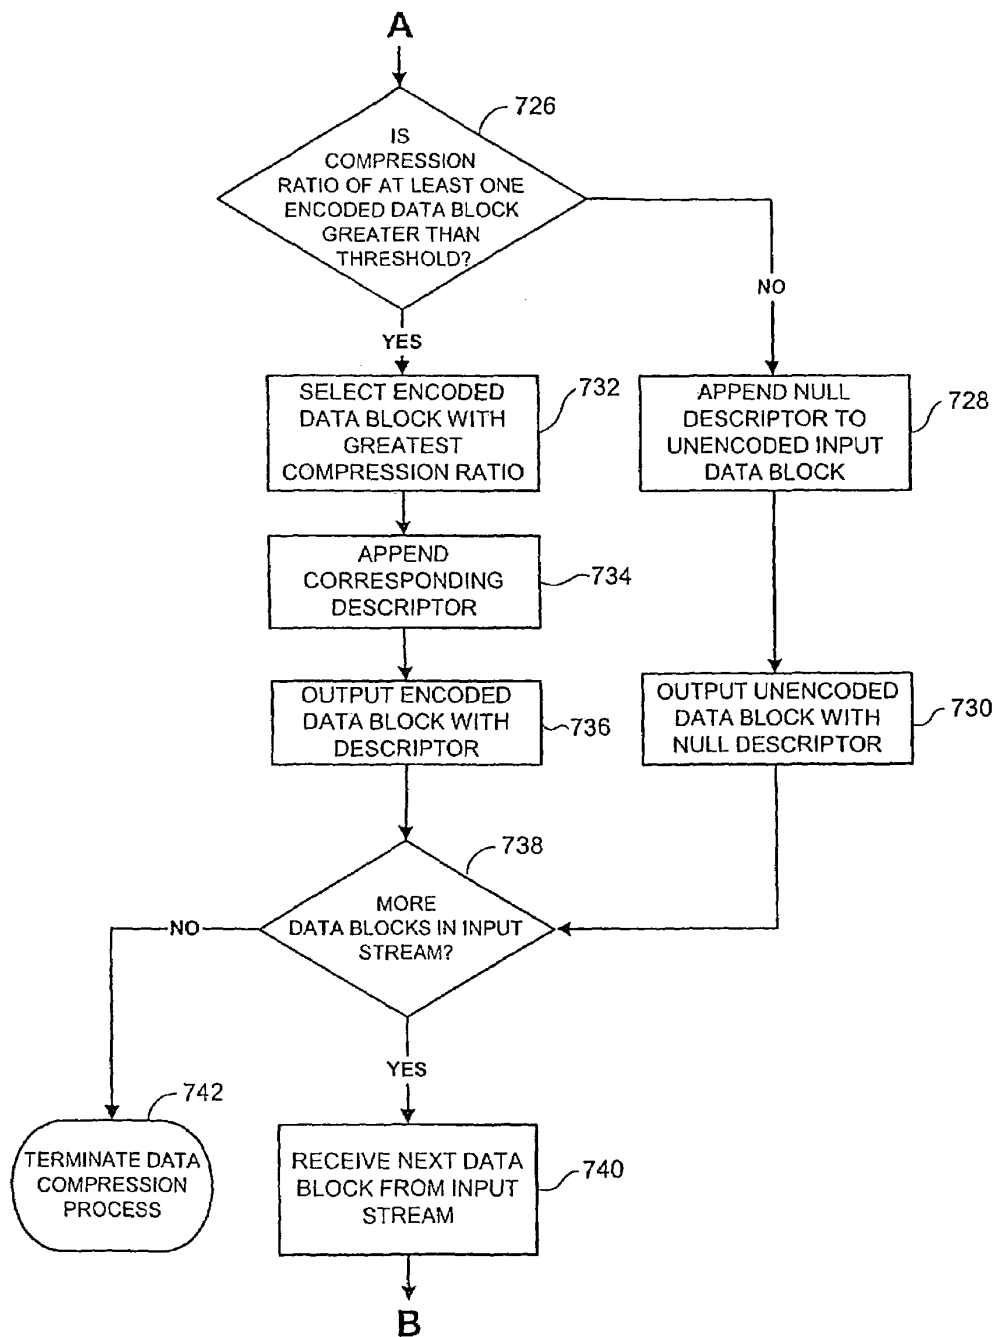 A
726
IS
COMPRESSION
RATIO OF AT LEAST ONE
ENCODED DATA BLOCK
GREATER THAN
THRESHOLD?
NO
YES
SELECT ENCODED
DATA BLOCK WITH
GREATEST
COMPRESSION RATIO
732
APPEND NULL
DESCRIPTOR TO
UNENCODED INPUT
DATA BLOCK
728
APPEND
CORRESPONDING
DESCRIPTOR
734
OUTPUT ENCODED
DATA BLOCK WITH
DESCRIPTOR
736
OUTPUT UNENCODED
DATA BLOCK WITH
NULL DESCRIPTOR
730
738
MORE
DATA BLOCKS IN INPUT
STREAM?
NO
YES
742
TERMINATE DATA
COMPRESSION
PROCESS
RECEIVE NEXT DATA
BLOCK FROM INPUT
STREAM
740
B